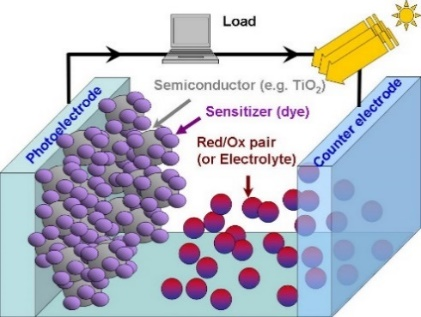 Load
Semiconductor (e.g. TiO₂)
Photoelectrode
Sensitizer (dye)
Counter electrode
Red/Ox pair
(or Electrolyte)